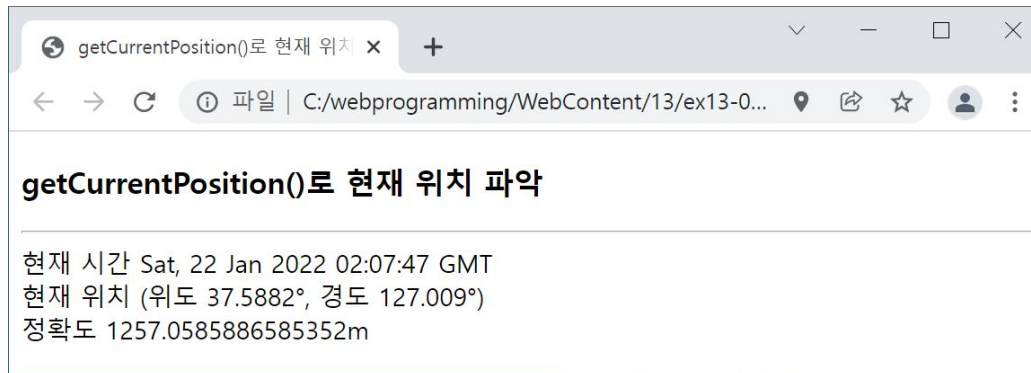 getCurrentPosition()로 현재 위치
파일 | C:/webprogramming/WebContent/13/ex13-0...
getCurrentPosition()로 현재 위치 파악
현재 시간 Sat, 22 Jan 2022 02:07:47 GMT
현재 위치 (위도 37.5882°, 경도 127.009°)
정확도 1257.0585886585352m